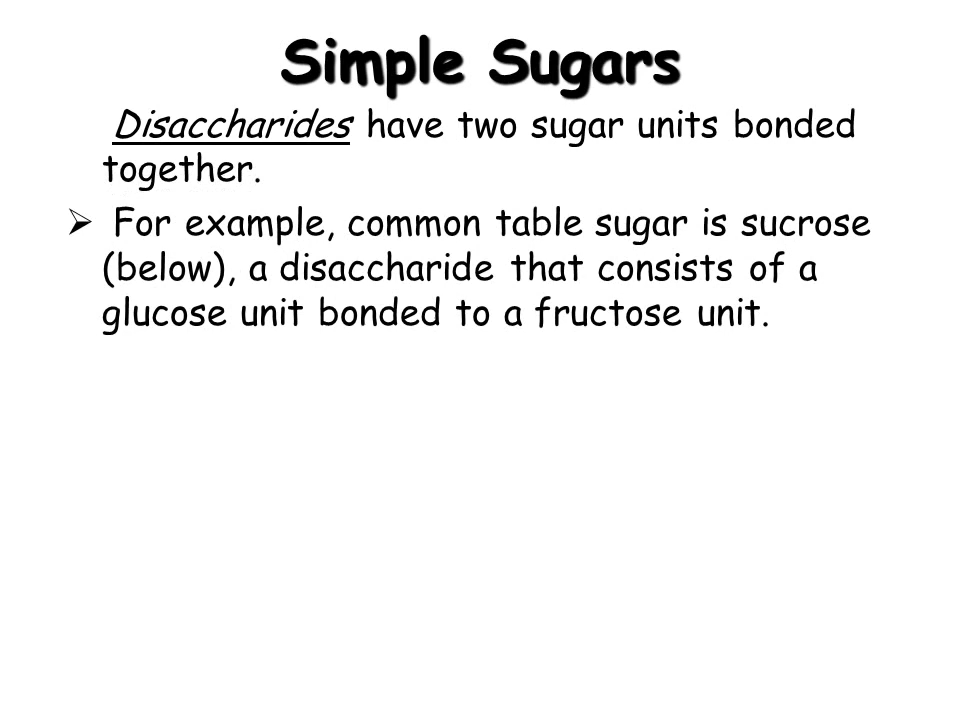 Simple Sugars
Disaccharides have two sugar units bonded
together.
➢ For example, common table sugar is sucrose
(below), a disaccharide that consists of a
glucose unit bonded to a fructose unit.